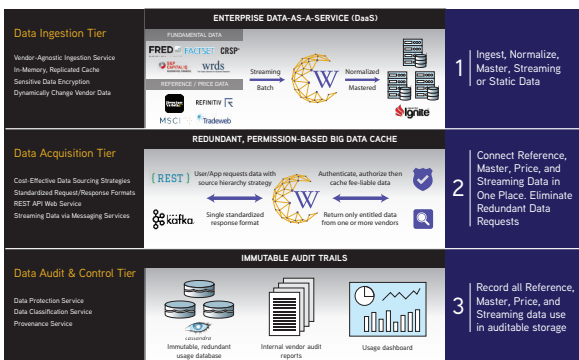 Data Ingestion Tier
Vendor-Agnostic Ingestion Service
In-Memory, Replicated Cache
Sensitive Data Encryption
Dynamically Change Vendor Data
ENTERPRISE DATA-AS-A-SERVICE (DaaS)
FUNDAMENTAL DATA
FRED FACTSET CRSP
S&P CAPITAL IQ wrds
REFERENCE / PRICE DATA
REFINITIV
MSCI Tradeweb
Streaming
Batch
W
Normalized
Mastered
Ignite
1
Ingest, Normalize,
Master, Streaming
or Static Data
Data Acquisition Tier
Cost-Effective Data Sourcing Strategies
Standardized Request/Response Formats
REST API Web Service
Streaming Data via Messaging Services
REDUNDANT, PERMISSION-BASED BIG DATA CACHE
{ REST }
kafka
User/App requests data with
source hierarchy strategy
Single standardized
response format
W
Authenticate, authorize then
cache fee-liable data
Return only entitled data
from one or more vendors
2
Connect Reference,
Master, Price, and
Streaming Data in
One Place. Eliminate
Redundant Data
Requests
Data Audit & Control Tier
Data Protection Service
Data Classification Service
Provenance Service
IMMUTABLE AUDIT TRAILS
cassandra
Immutable, redundant
usage database
Internal vendor audit
reports
Usage dashboard
3
Record all Reference,
Master, Price, and
Streaming data use
in auditable storage